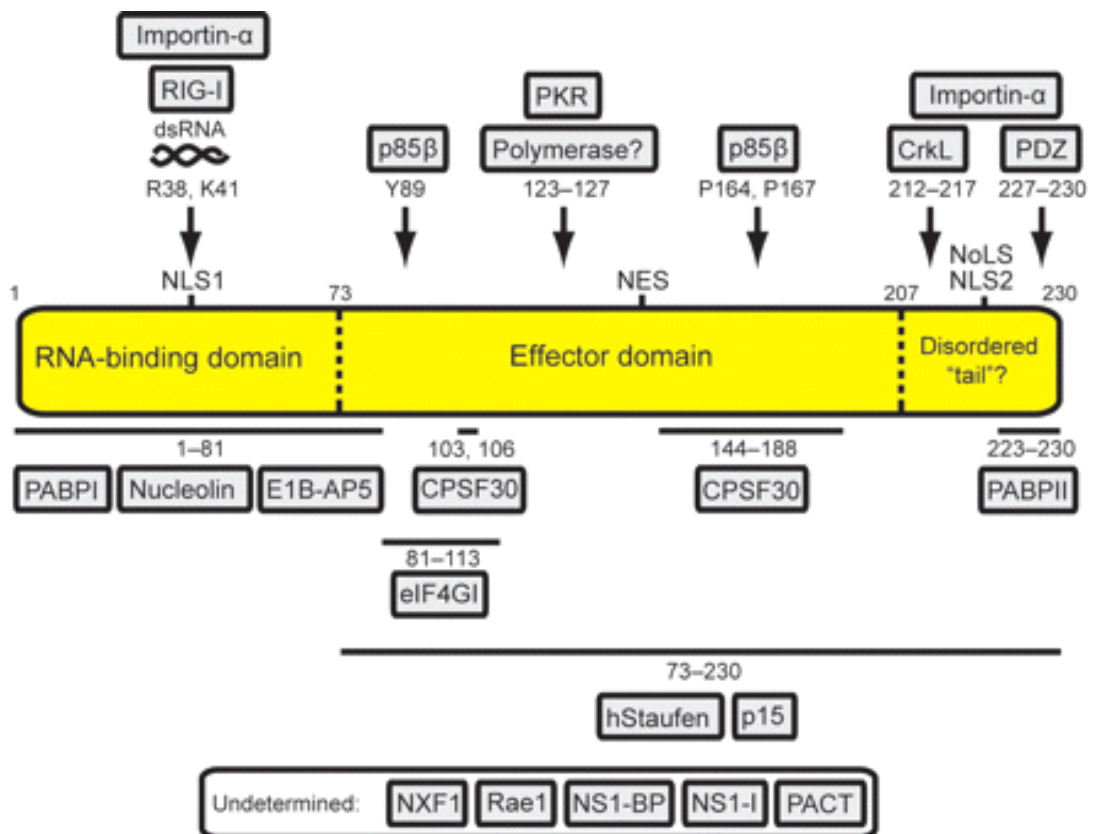 Importin-α
RIG-I
dsRNA
R38, K41
p85β
Y89
PKR
Polymerase?
123–127
p85β
P164, P167
Importin-α
CrkL
PDZ
212–217
227–230
NoLS
NLS1
NES
NLS2
1
73
207
230
RNA-binding domain
Effector domain
Disordered
"tail"?
1–81
103, 106
144–188
223–230
PABPI
Nucleolin
E1B-AP5
CPSF30
CPSF30
PABPII
81–113
eIF4GI
73–230
hStaufen
p15
Undetermined:
NXF1
Rae1
NS1-BP
NS1-I
PACT